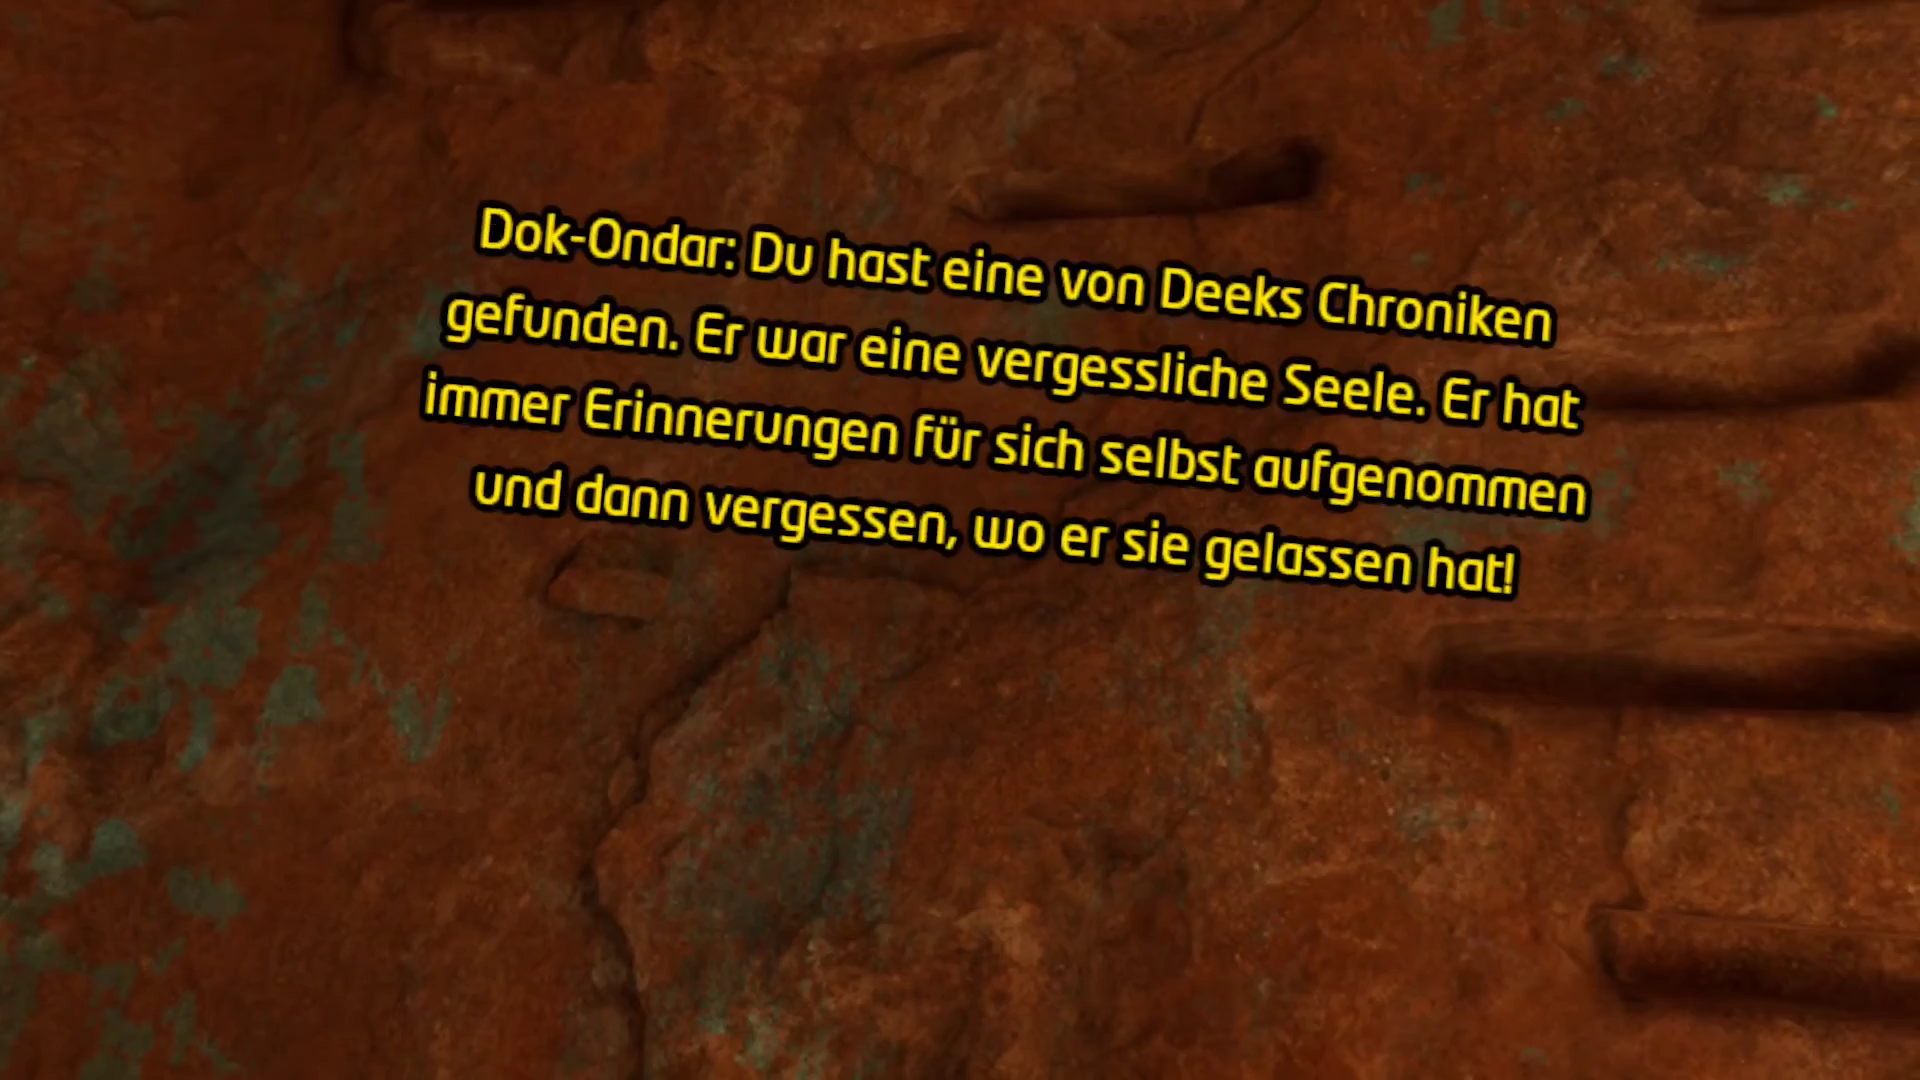 Dok-Ondar: Du hast eine von Deeks Chroniken
gefunden. Er war eine vergessliche Seele. Er hat
immer Erinnerungen für sich selbst aufgenommen
und dann vergessen, wo er sie gelassen hat!